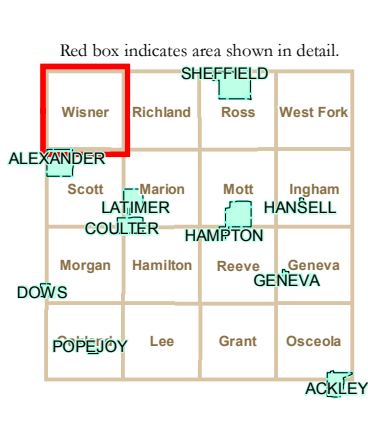 Red box indicates area shown in detail.
SHEFFIELD
Wisner Richland Ross West Fork
ALEXANDER
Scott Marion Mott Ingham
LATIMER HANSELL
COULTER
HAMPTON
Morgan Hamilton Reeve Geneva
GENEVA
DOWS
Lee Grant Osceola
POPEJOY
ACKLEY